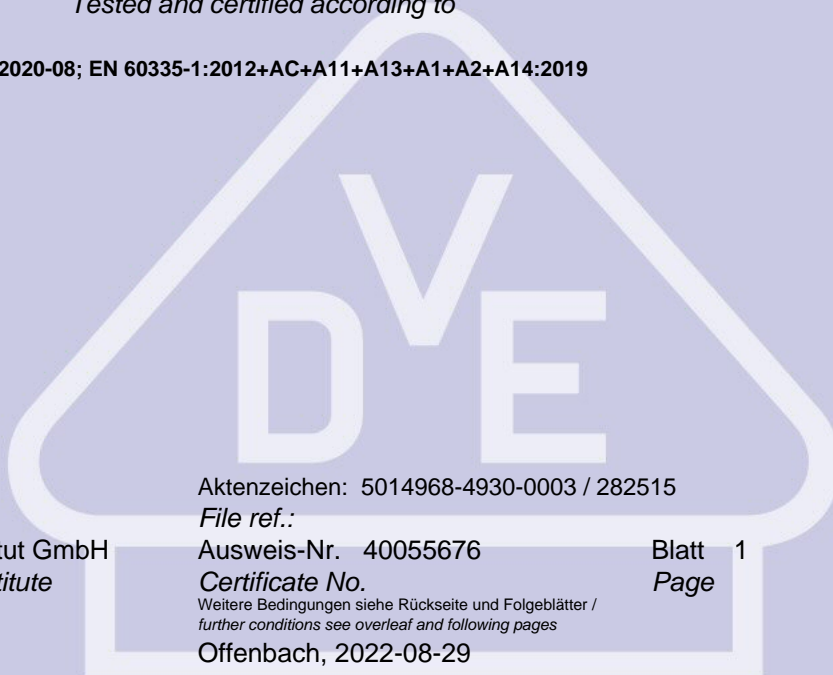 Tested and certified according to
2020-08; EN 60335-1:2012+AC+A11+A13+A1+A2+A14:2019
VDE
Aktenzeichen: 5014968-4930-0003 / 282515
File ref.:
tut GmbH
Ausweis-Nr. 40055676
Blatt 1
titute
Certificate No.
Page
Weitere Bedingungen siehe Rückseite und Folgeblätter /
further conditions see overleaf and following pages
Offenbach, 2022-08-29